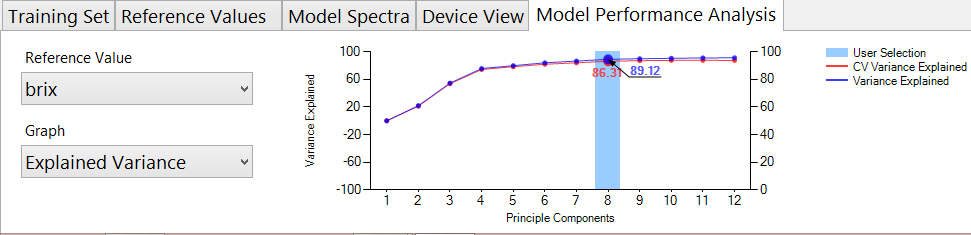 Training Set Reference Values Model Spectra Device View Model Performance Analysis
Reference Value
brix
Graph
Explained Variance
Variance Explained
100
60
20
-20
-60
-100
86.31
89.12
100
80
60
40
20
0
1 2 3 4 5 6 7 8 9 10 11 12
Principle Components
User Selection
CV Variance Explained
Variance Explained